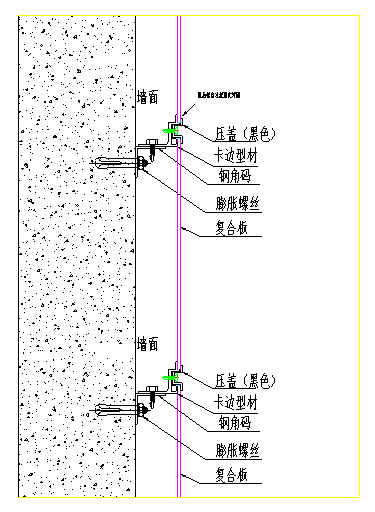 墙面
压盖（黑色）
卡边型材
钢角码
膨胀螺丝
复合板
墙面
压盖（黑色）
卡边型材
钢角码
膨胀螺丝
复合板